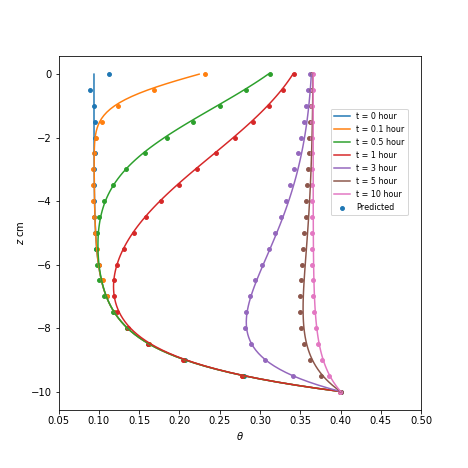 0
−2
−4
−6
−8
−10
z cm
0.05 0.10 0.15 0.20 0.25 0.30 0.35 0.40 0.45 0.50
θ
t = 0 hour
t = 0.1 hour
t = 0.5 hour
t = 1 hour
t = 3 hour
t = 5 hour
t = 10 hour
Predicted